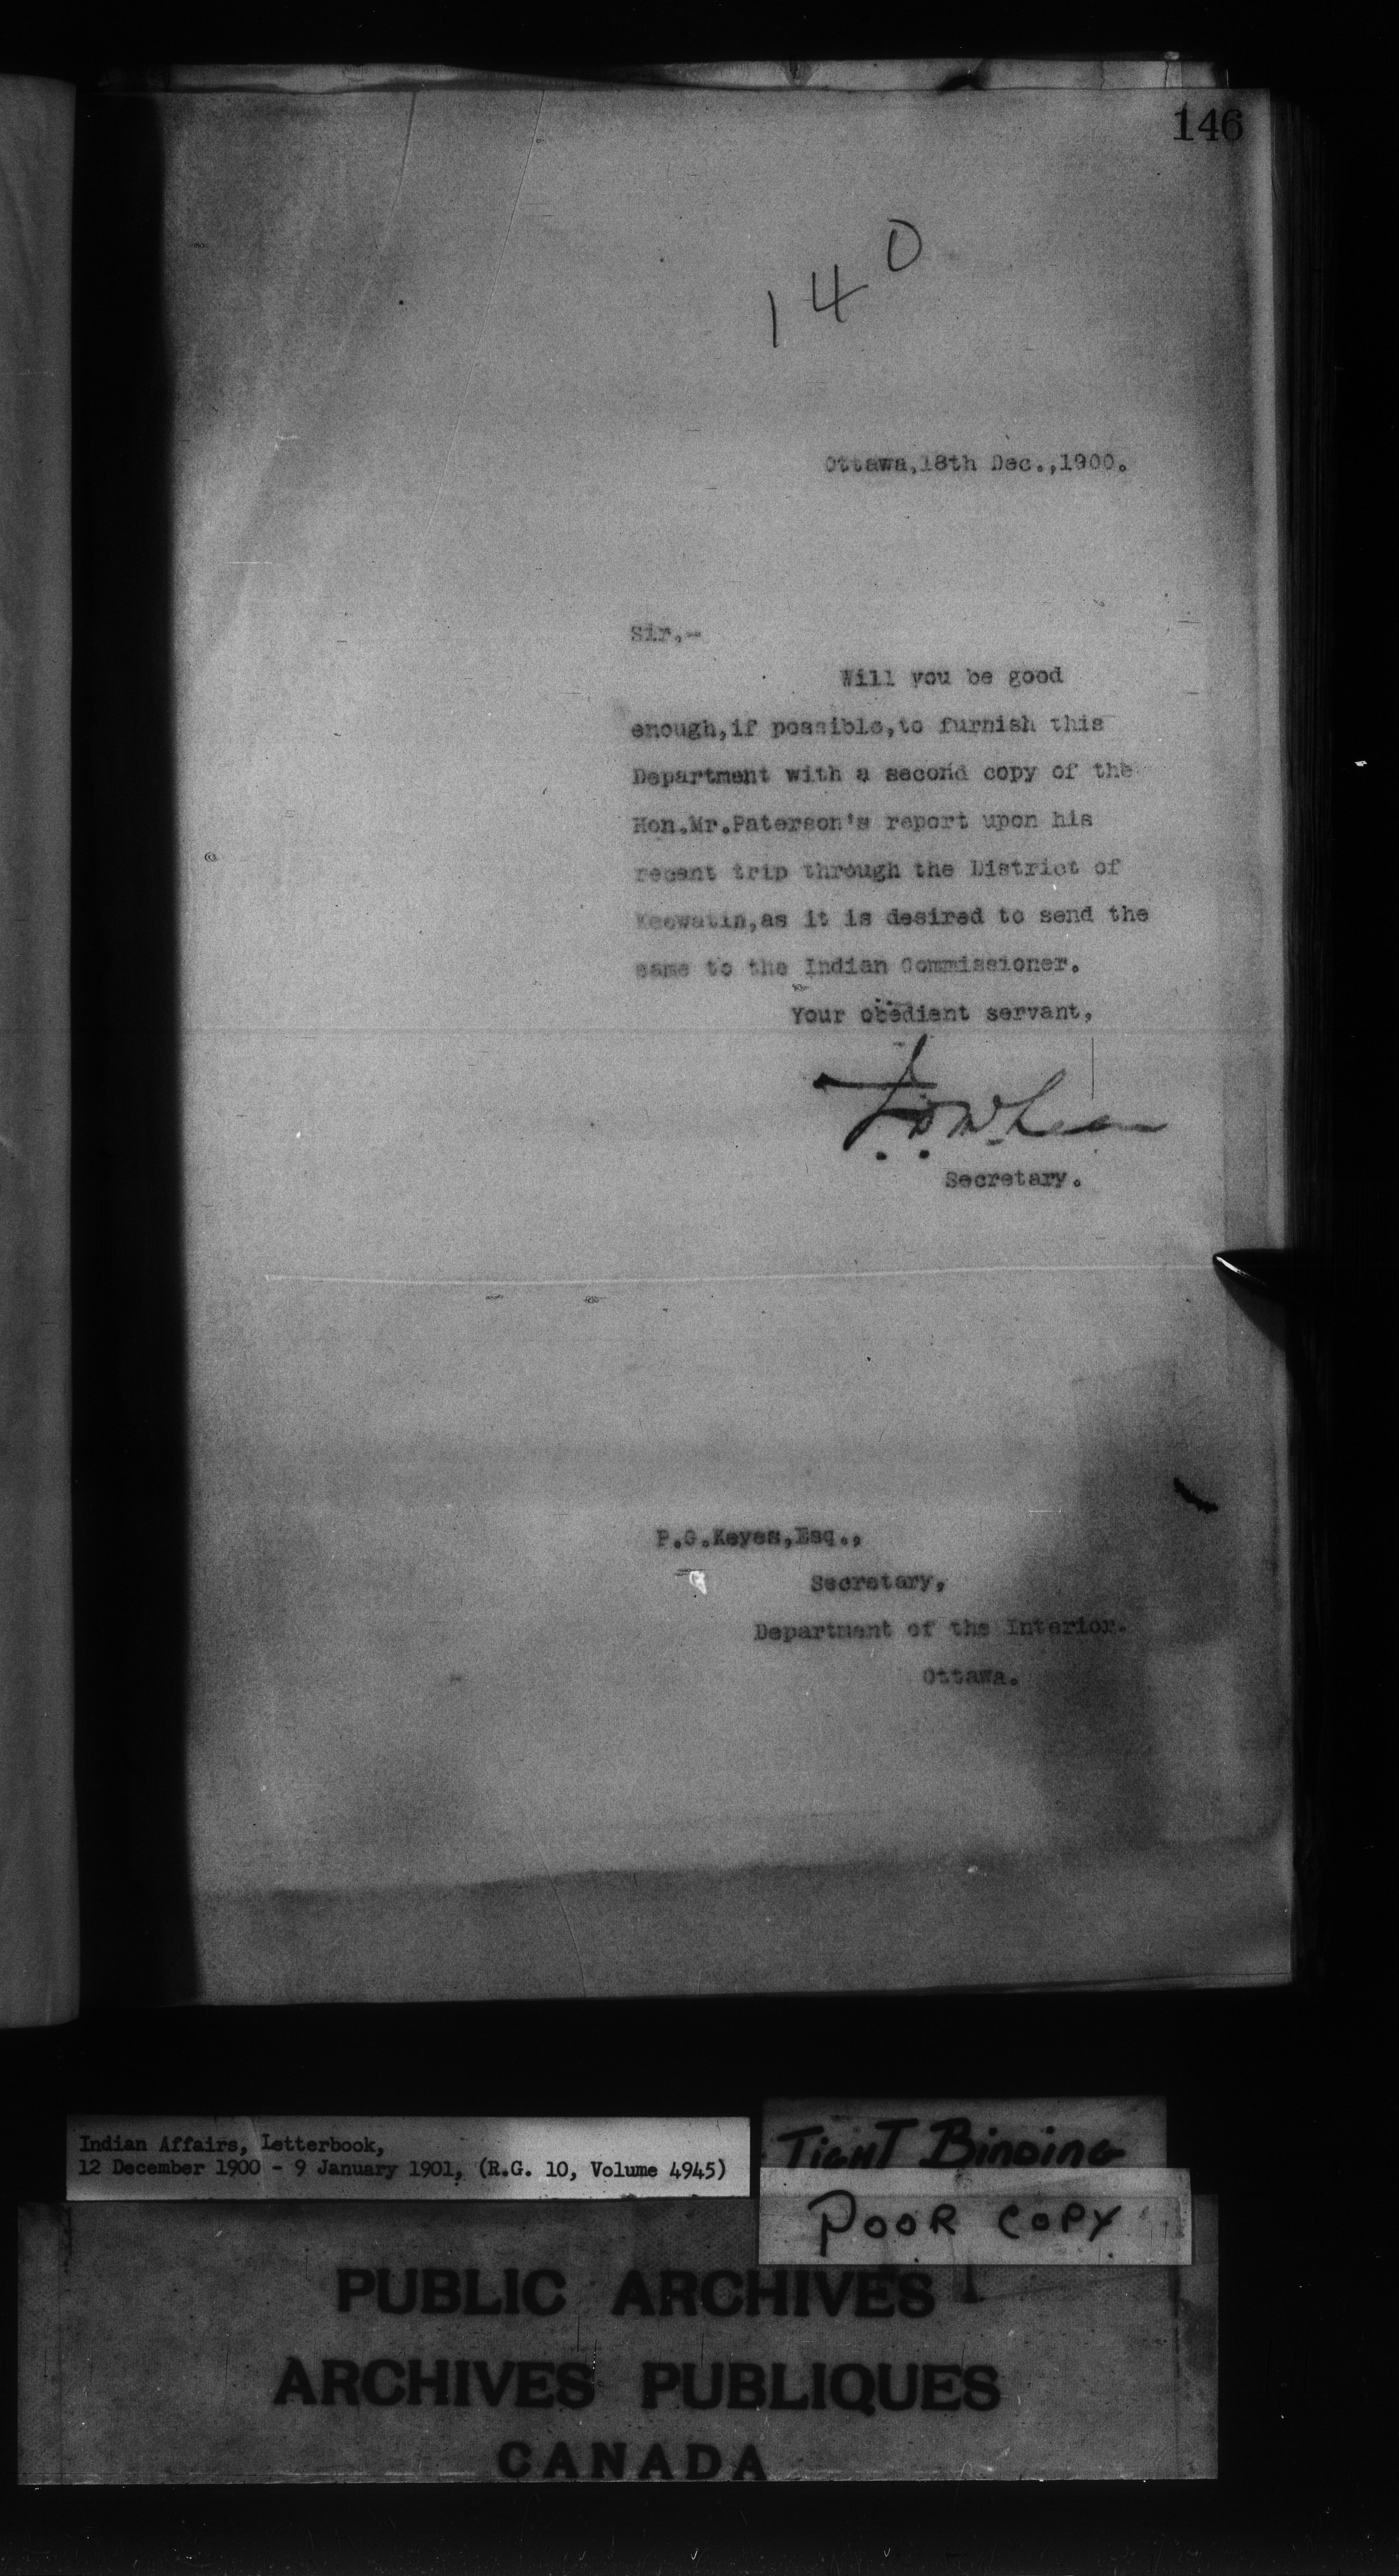 146
140
Ottawa,18th Dec.,1900.
Sir,-
Will you be good
enough,if possible,to furnish this
Department with a second copy of the
Hon.Mr.Paterson's report upon his
recent trip through the District of
Keewatin,as it is desired to send the
same to the Indian Commissioner.
Your obedient servant,
Secretary.
P.G.Keyes,Esq.,
Secretary,
Department of the Interior.
Ottawa.
Indian Affairs, Letterbook,
12 December 1900 - 9 January 1901, (R.G. 10, Volume 4945)
TIGHT BINDING
POOR COPY
PUBLIC ARCHIVES
ARCHIVES PUBLIQUES
CANADA